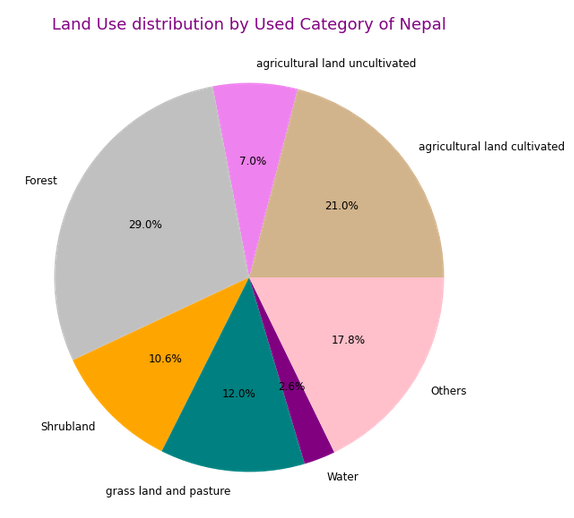 Land Use distribution by Used Category of Nepal
agricultural land uncultivated
agricultural land cultivated
7.0%
Forest
21.0%
29.0%
17.8%
10.6%
2.6%
12.0%
Others
Shrubland
Water
grass land and pasture